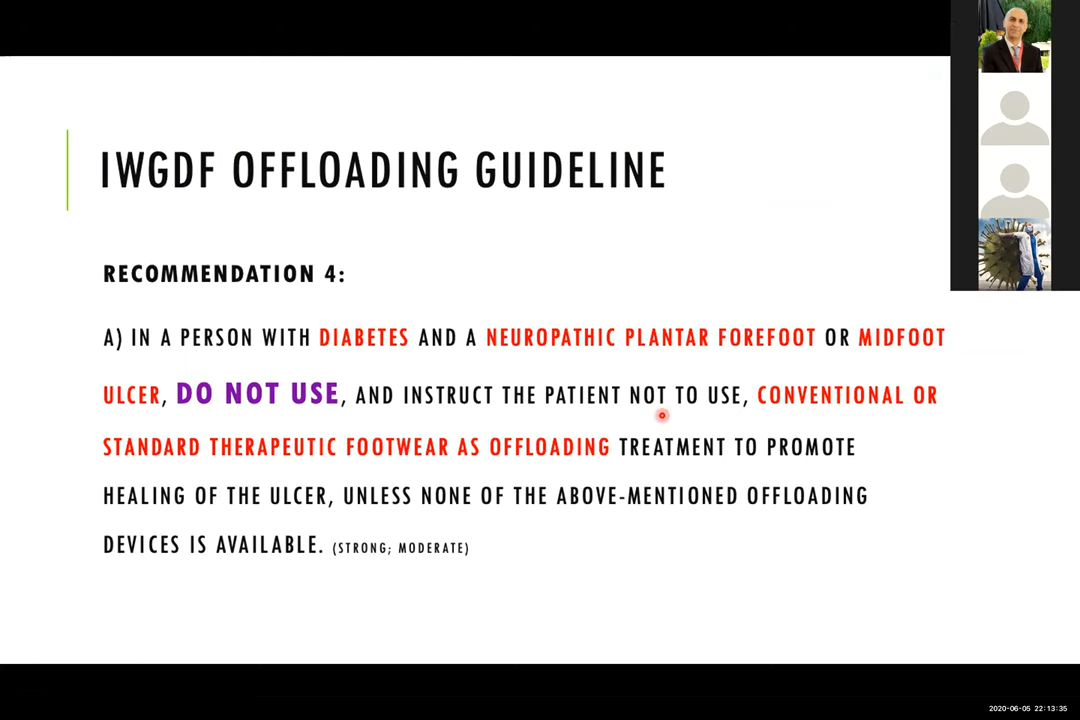 IWGDF OFFLOADING GUIDELINE
RECOMMENDATION 4:
A) IN A PERSON WITH DIABETES AND A NEUROPATHIC PLANTAR FOREFOOT OR MIDFOOT
ULCER, DO NOT USE, AND INSTRUCT THE PATIENT NOT TO USE, CONVENTIONAL OR
STANDARD THERAPEUTIC FOOTWEAR AS OFFLOADING TREATMENT TO PROMOTE
HEALING OF THE ULCER, UNLESS NONE OF THE ABOVE-MENTIONED OFFLOADING
DEVICES IS AVAILABLE. (STRONG; MODERATE)
2020-06-05 22:13:35